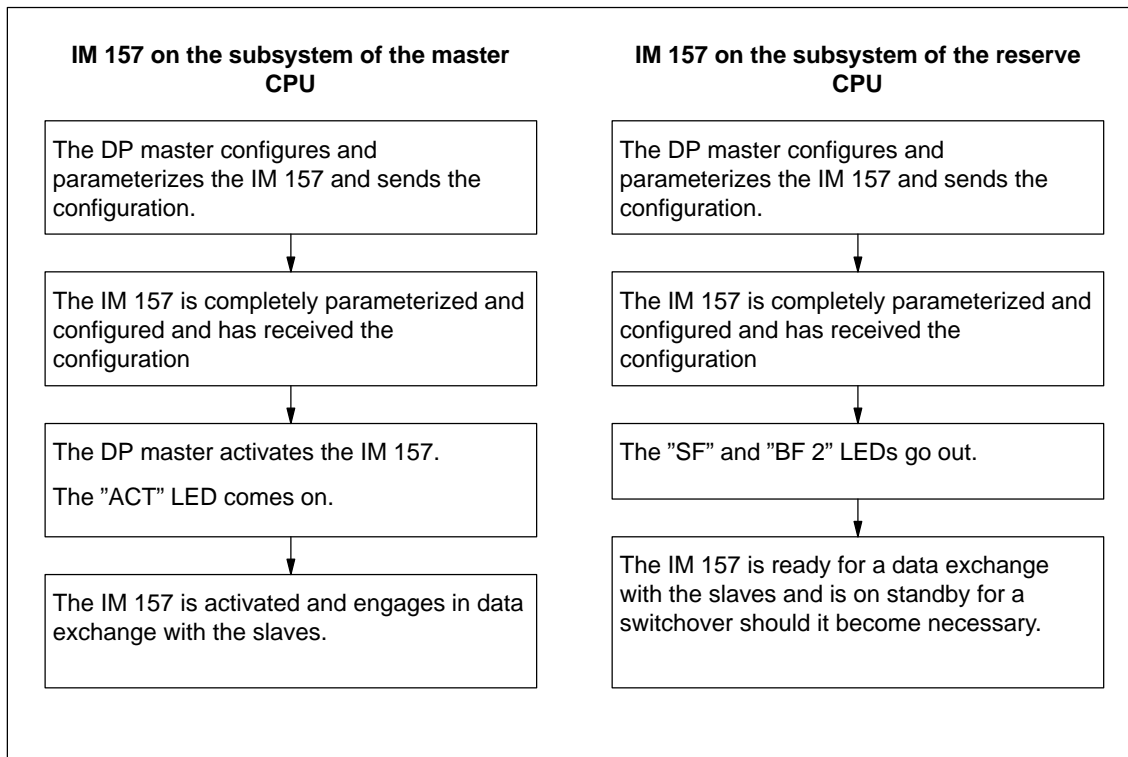 IM 157 on the subsystem of the master
CPU
The DP master configures and
parameterizes the IM 157 and sends the
configuration.
The IM 157 is completely parameterized and
configured and has received the
configuration
The DP master activates the IM 157.
The ”ACT” LED comes on.
The IM 157 is activated and engages in data
exchange with the slaves.
IM 157 on the subsystem of the reserve
CPU
The DP master configures and
parameterizes the IM 157 and sends the
configuration.
The IM 157 is completely parameterized and
configured and has received the
configuration
The ”SF” and ”BF 2” LEDs go out.
The IM 157 is ready for a data exchange
with the slaves and is on standby for a
switchover should it become necessary.